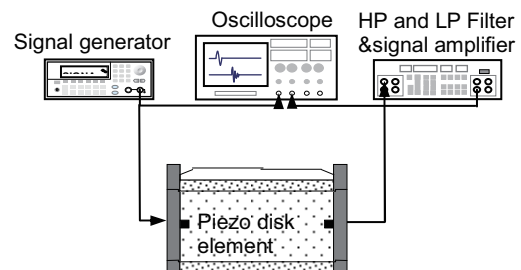 Signal generator
Oscilloscope
HP and LP Filter
&signal amplifier
Piezo disk
element